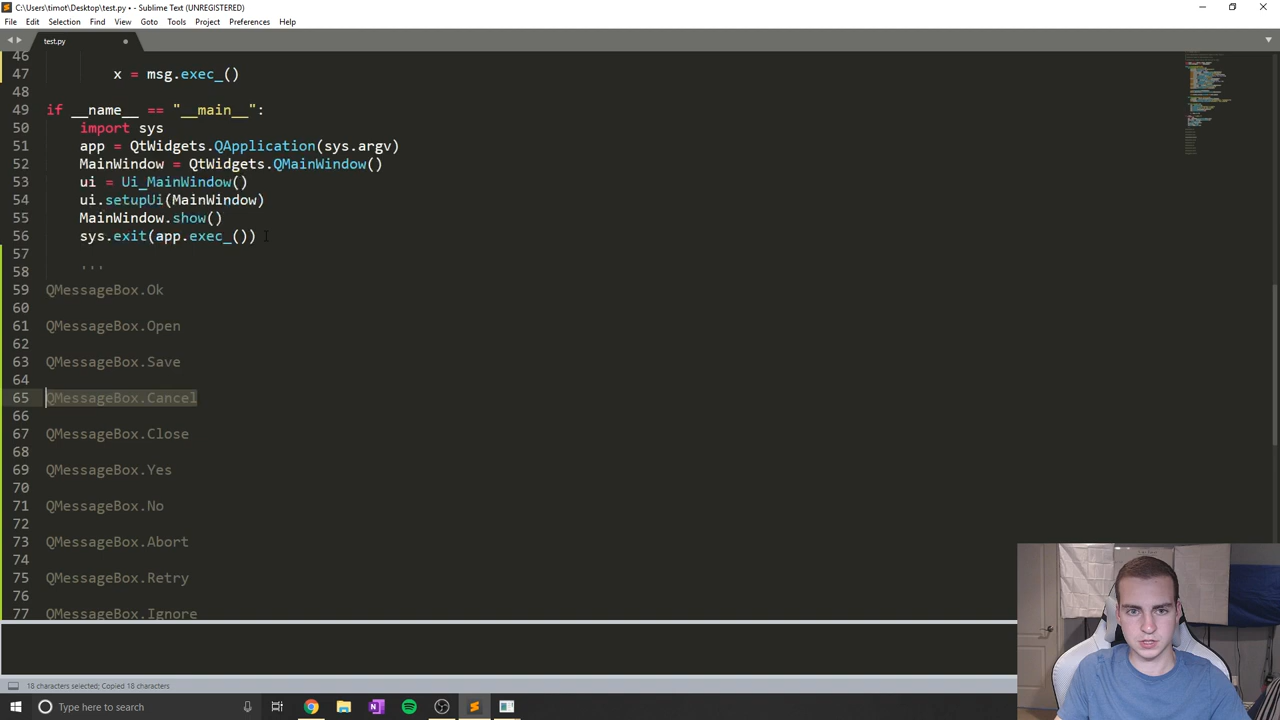 C:\Users\timot\Desktop\test.py • - Sublime Text (UNREGISTERED)
File Edit Selection Find View Goto Tools Project Preferences Help
test.py
46
47 x = msg.exec_()
48
49 if __name__ == "__main__":
50 import sys
51 app = QtWidgets.QApplication(sys.argv)
52 MainWindow = QtWidgets.QMainWindow()
53 ui = Ui_MainWindow()
54 ui.setupUi(MainWindow)
55 MainWindow.show()
56 sys.exit(app.exec_())
57
58 '''
59 QMessageBox.Ok
60
61 QMessageBox.Open
62
63 QMessageBox.Save
64
65 QMessageBox.Cancel
66
67 QMessageBox.Close
68
69 QMessageBox.Yes
70
71 QMessageBox.No
72
73 QMessageBox.Abort
74
75 QMessageBox.Retry
76
77 QMessageBox.Ignore
18 characters selected; Copied 18 characters
Type here to search